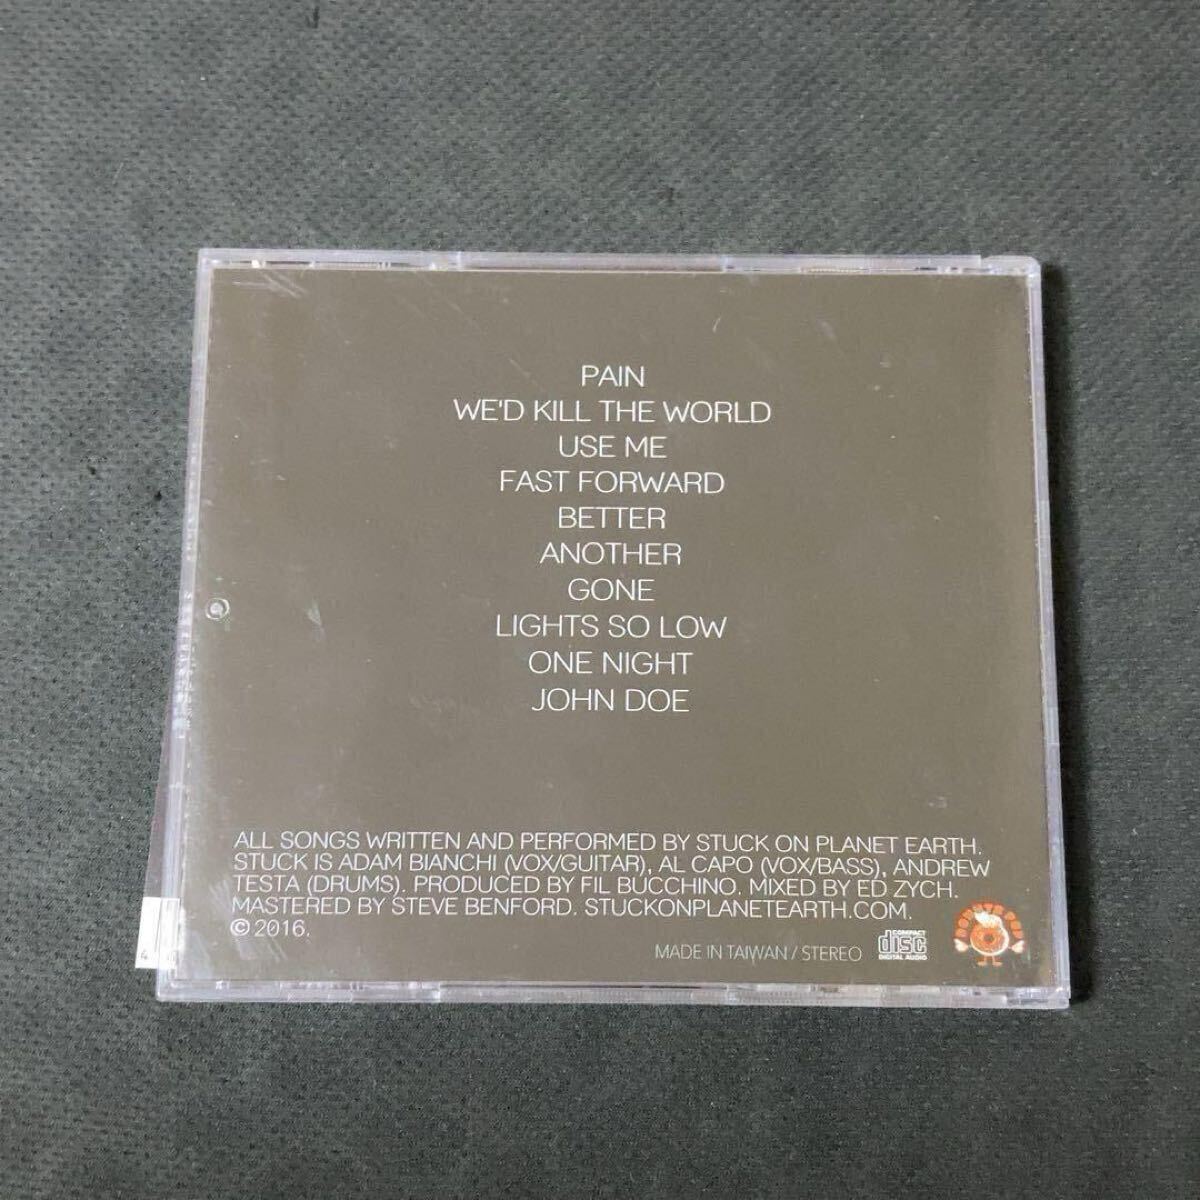 PAIN
WE'D KILL THE WORLD
USE ME
FAST FORWARD
BETTER
ANOTHER
GONE
LIGHTS SO LOW
ONE NIGHT
JOHN DOE
ALL SONGS WRITTEN AND PERFORMED BY STUCK ON PLANET EARTH.
STUCK IS ADAM BIANCHI (VOX/GUITAR), AL CAPO (VOX/BASS), ANDREW
TESTA (DRUMS). PRODUCED BY FIL BUCCHINO. MIXED BY ED ZYCH.
MASTERED BY STEVE BENFORD. STUCKONPLANETEARTH.COM.
© 2016.
MADE IN TAIWAN / STEREO
COMPACT
disc
DIGITAL AUDIO